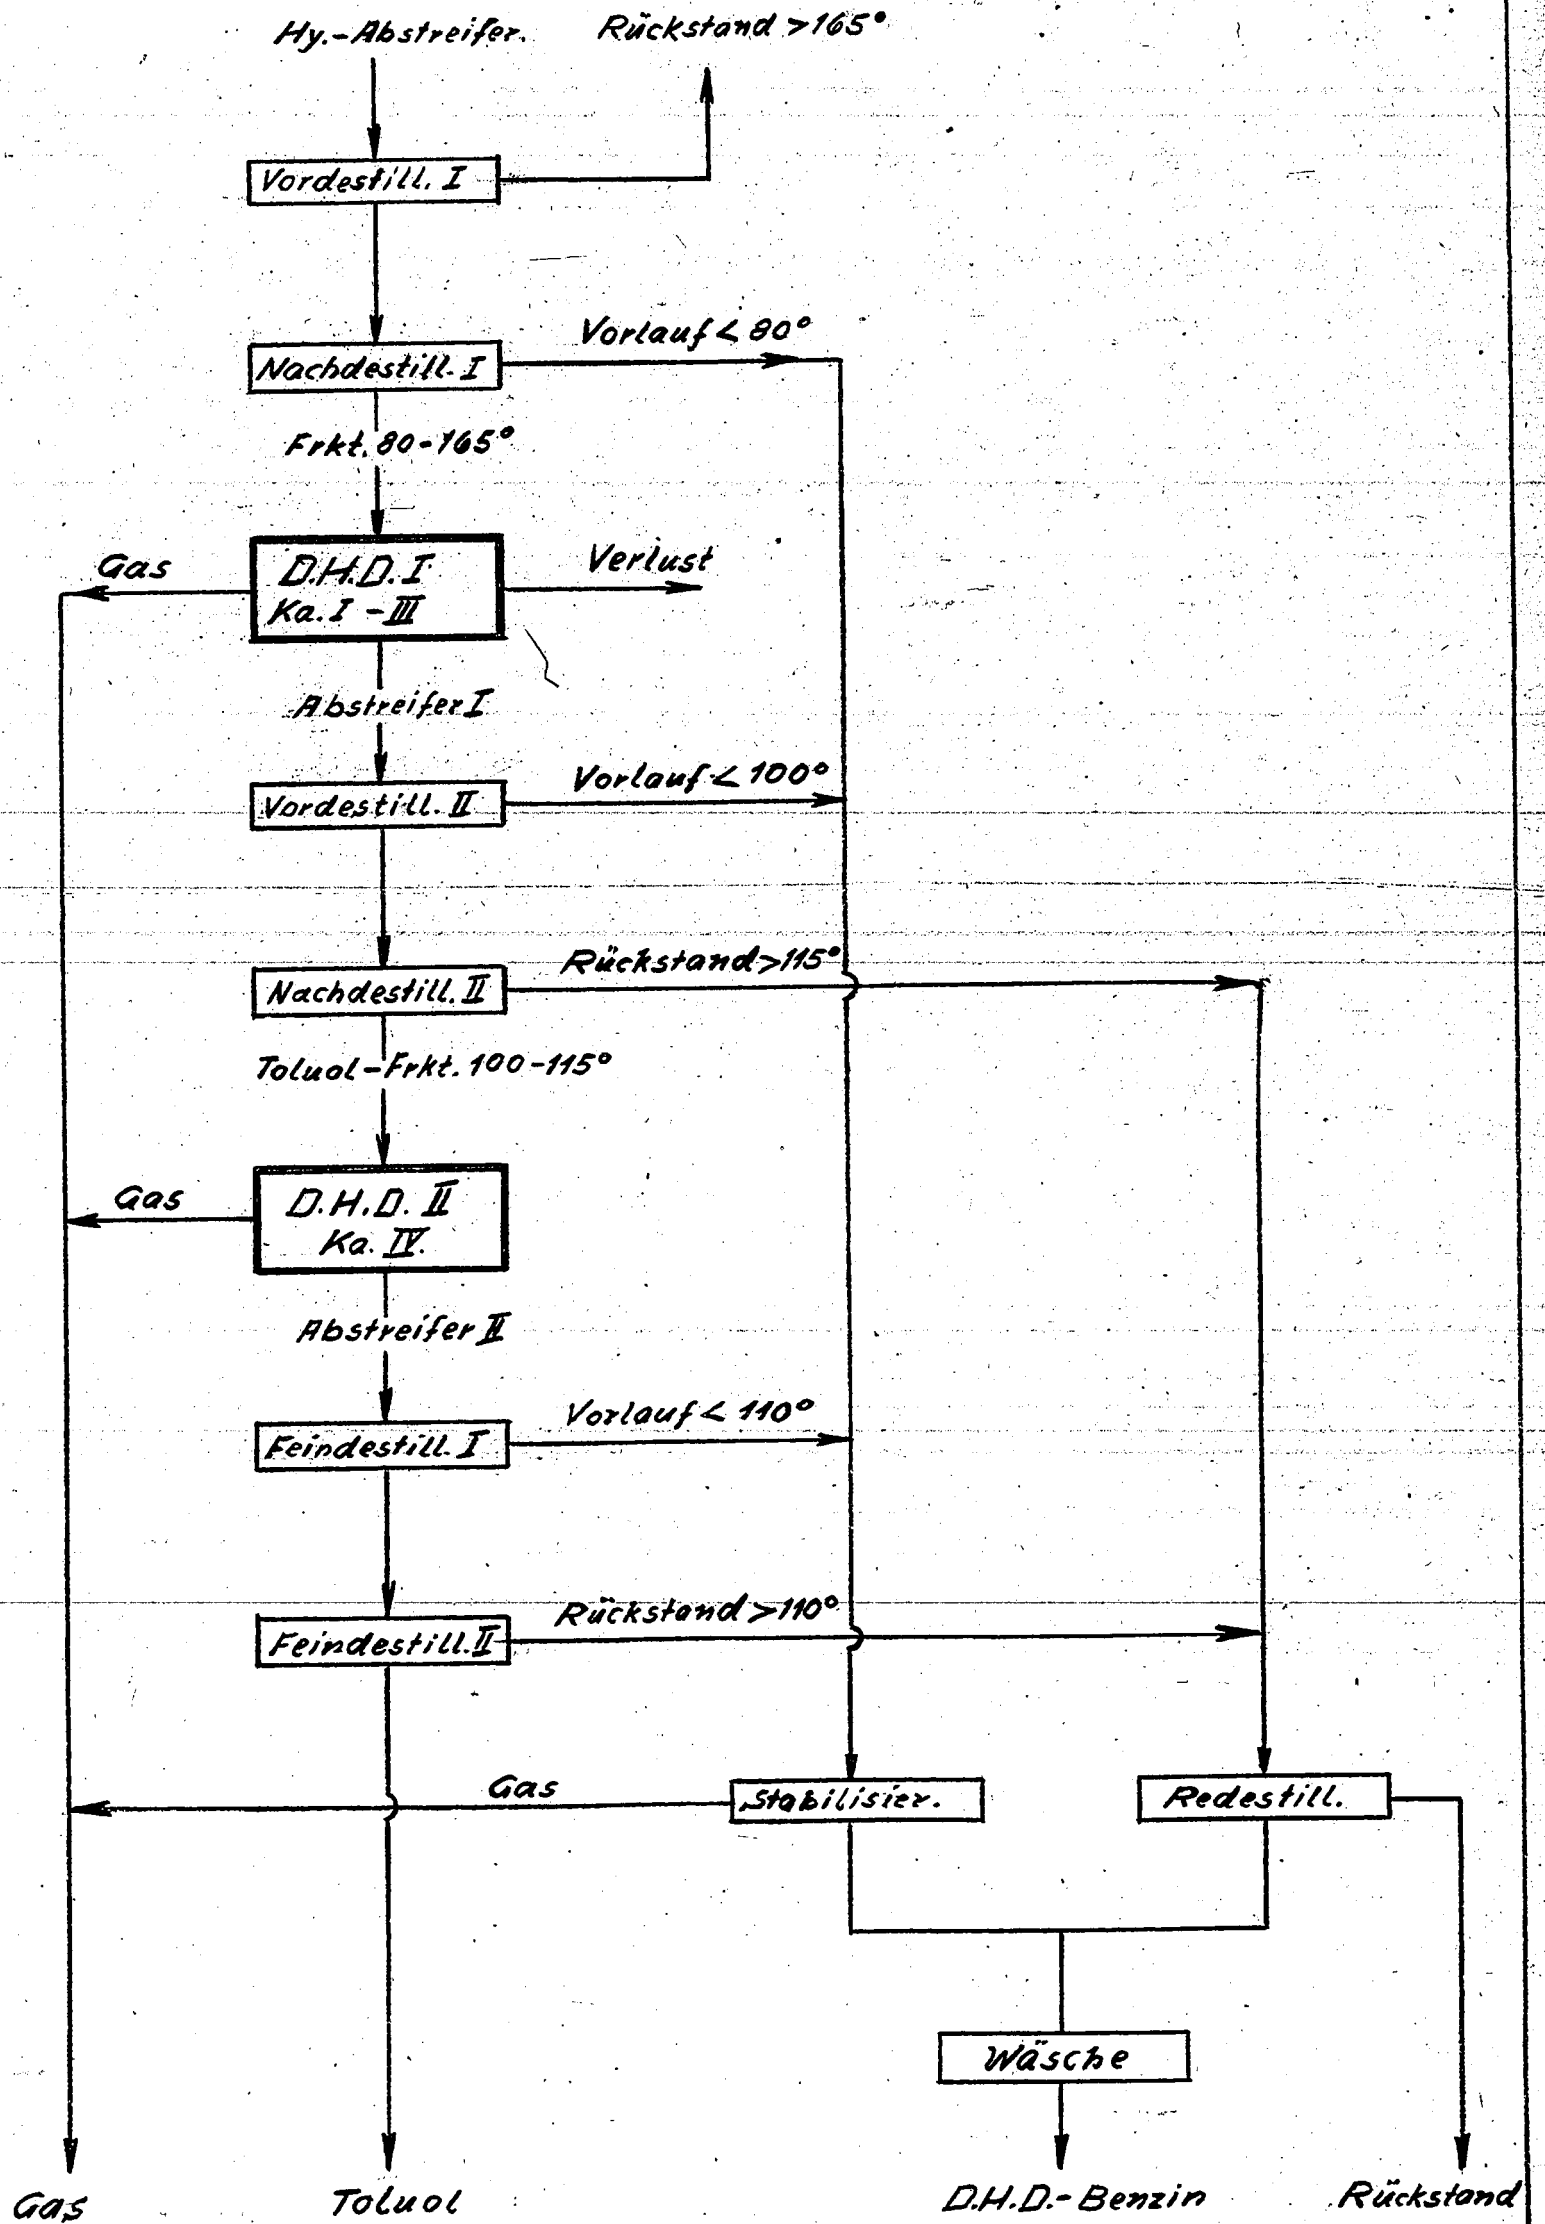 Hy.-Abstreifer.
Rückstand >165°
Vordestill. I
Vorlauf < 80°
Nachdestill. I
Frkt. 80-165°
Gas
D.H.D. I
Ka. I - III
Verlust
Abstreifer I
Vorlauf < 100°
Vordestill. II
Rückstand >115°
Nachdestill. II
Toluol-Frkt. 100-115°
Gas
D.H.D. II
Ka. IV.
Abstreifer II
Vorlauf < 110°
Feindestill. I
Rückstand >110°
Feindestill. II
Gas
Stabilisier.
Redestill.
Wäsche
Gas
Toluol
D.H.D.-Benzin
Rückstand